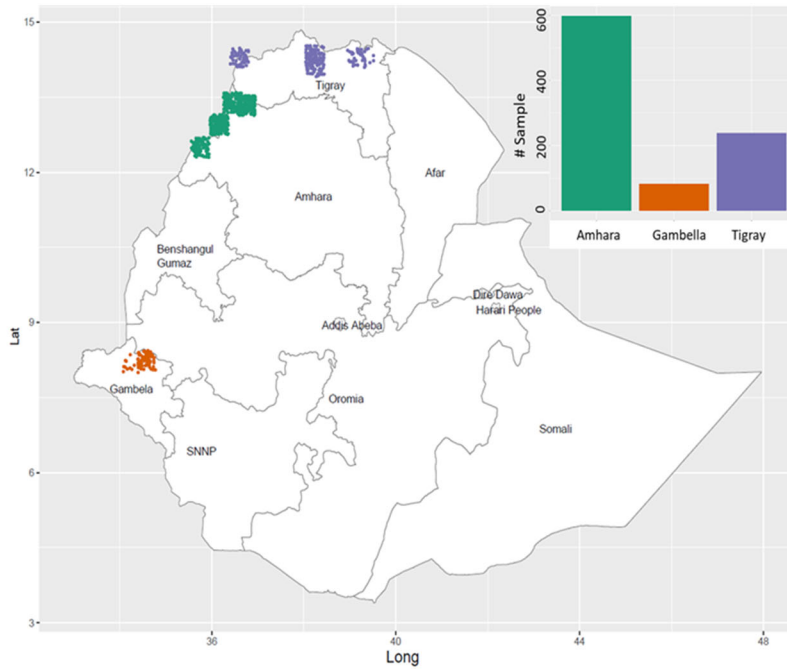 15
12
9
6
3
Lat
36
40
44
48
Long
Tigray
Afar
Amhara
Benshangul
Gumaz
Dire Dawa
Harari People
Addis Abeba
Gambela
Oromia
SNNP
Somali
# Sample
600
400
200
0
Amhara
Gambella
Tigray